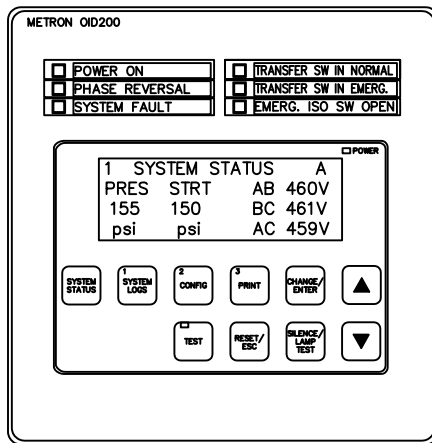 METRON OID200
POWER ON
PHASE REVERSAL
SYSTEM FAULT
TRANSFER SW IN NORMAL
TRANSFER SW IN EMERG.
EMERG. ISO SW OPEN
POWER
1 SYSTEM STATUS A
PRES STRT AB 460V
155 150 BC 461V
psi psi AC 459V
SYSTEM STATUS
1 SYSTEM LOGS
2 CONFIG
3 PRINT
CHANGE/ ENTER
TEST
RESET/ ESC
SILENCE/ LAMP TEST